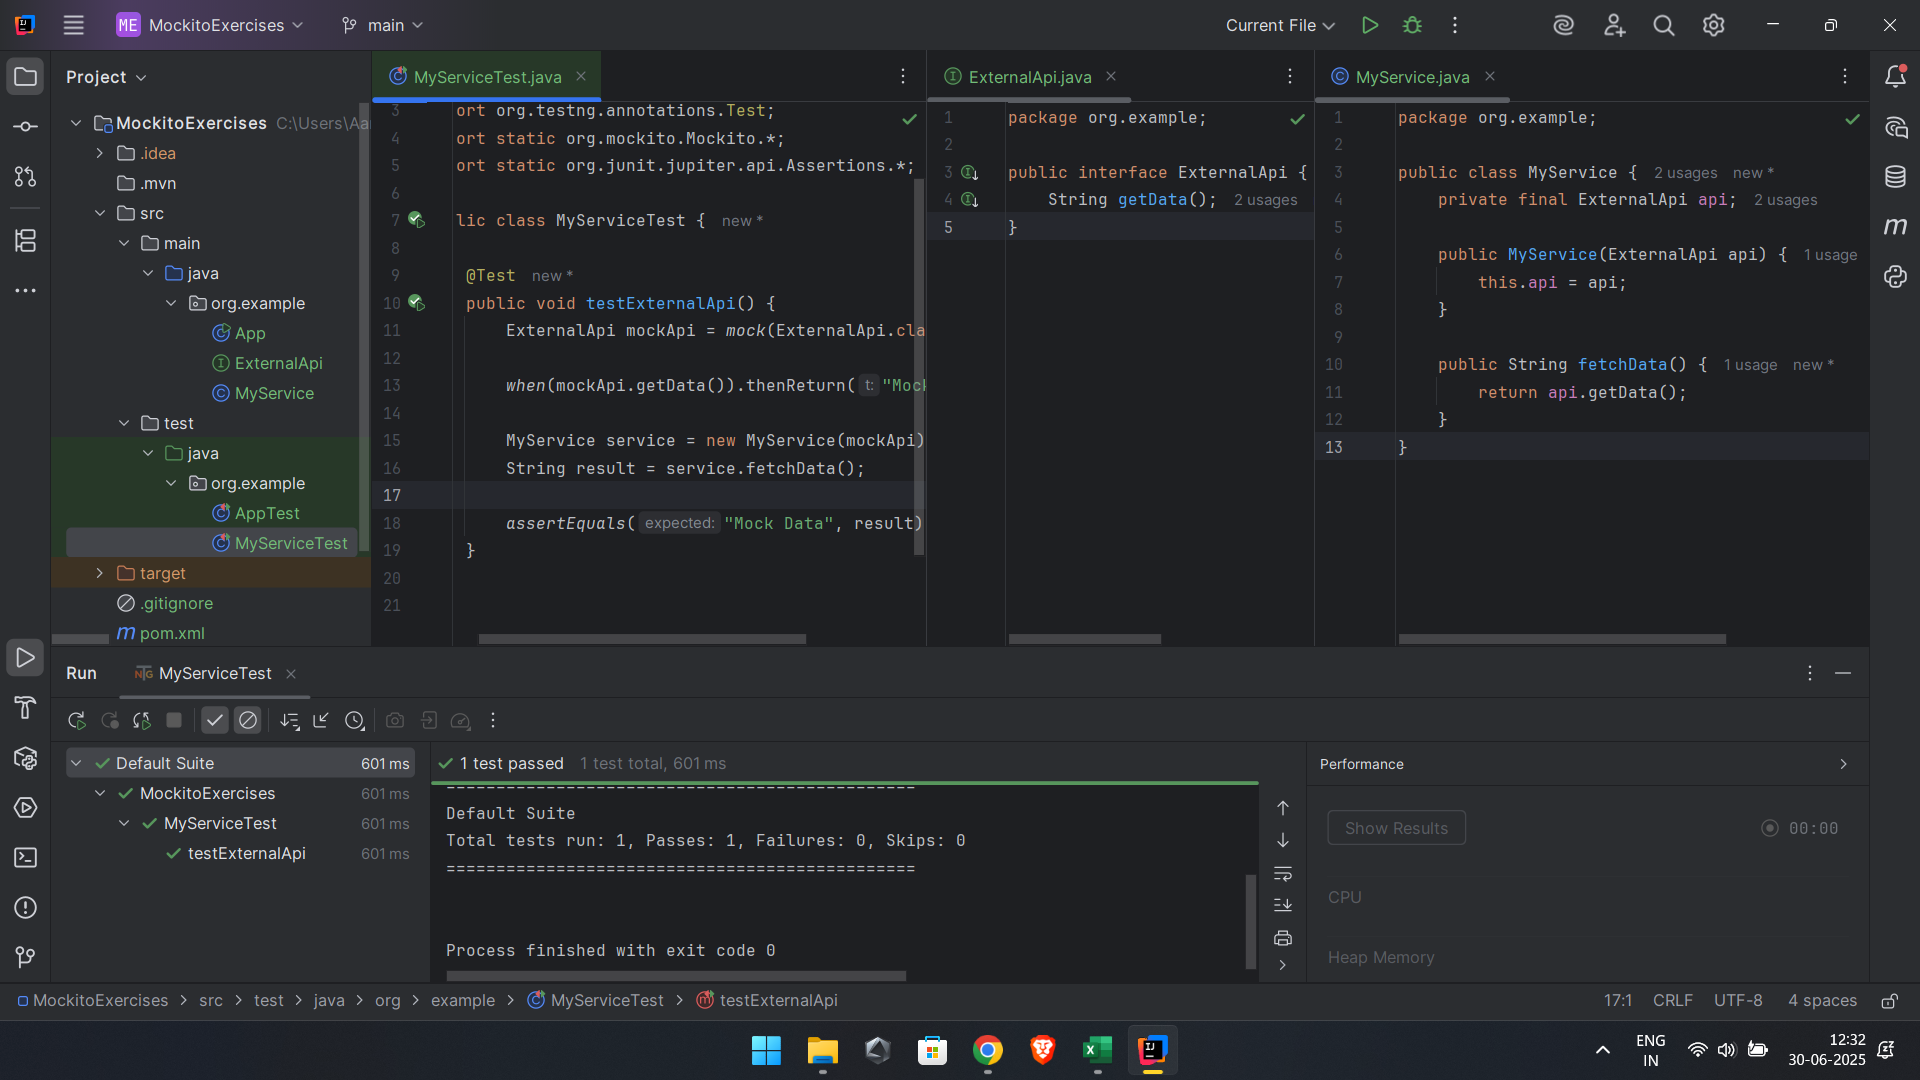 ME MockitoExercises main Current File
Project
MockitoExercises C:\Users\Aa
.idea
.mvn
src
main
java
org.example
App
ExternalApi
MyService
test
java
org.example
AppTest
MyServiceTest
target
.gitignore
pom.xml
MyServiceTest.java
3 ort org.testng.annotations.Test;
4 ort static org.mockito.Mockito.*;
5 ort static org.junit.jupiter.api.Assertions.*;
6
7 lic class MyServiceTest { new *
8
9 @Test new *
10 public void testExternalApi() {
11 ExternalApi mockApi = mock(ExternalApi.cla
12
13 when(mockApi.getData()).thenReturn( t: "Mock
14
15 MyService service = new MyService(mockApi)
16 String result = service.fetchData();
17
18 assertEquals( expected: "Mock Data", result)
19 }
20
21
ExternalApi.java
1 package org.example;
2
3 public interface ExternalApi {
4 String getData(); 2 usages
5 }
MyService.java
1 package org.example;
2
3 public class MyService { 2 usages new *
4 private final ExternalApi api; 2 usages
5
6 public MyService(ExternalApi api) { 1 usage
7 this.api = api;
8 }
9
10 public String fetchData() { 1 usage new *
11 return api.getData();
12 }
13 }
Run MyServiceTest
Default Suite 601 ms
MockitoExercises 601 ms
MyServiceTest 601 ms
testExternalApi 601 ms
1 test passed 1 test total, 601 ms
===============================================
Default Suite
Total tests run: 1, Passes: 1, Failures: 0, Skips: 0
===============================================
Process finished with exit code 0
Performance
Show Results 00:00
CPU
Heap Memory
MockitoExercises > src > test > java > org > example > MyServiceTest > testExternalApi 17:1 CRLF UTF-8 4 spaces
ENG
IN
12:32
30-06-2025